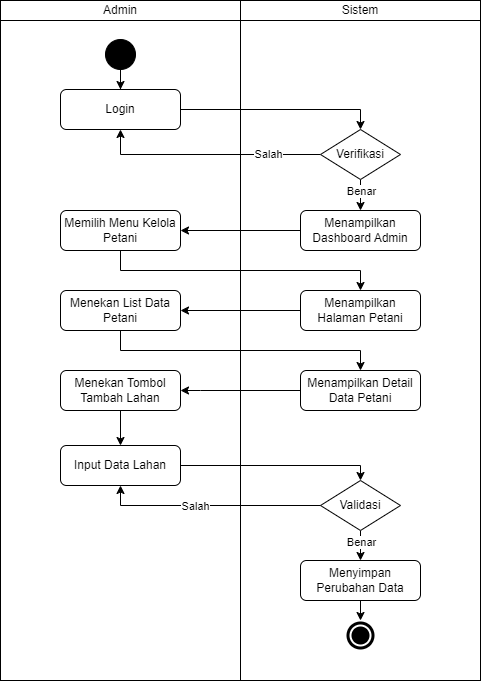 Admin
Sistem
Login
Verifikasi
Salah
Benar
Memilih Menu Kelola
Petani
Menampilkan
Dashboard Admin
Menekan List Data
Petani
Menampilkan
Halaman Petani
Menekan Tombol
Tambah Lahan
Menampilkan Detail
Data Petani
Input Data Lahan
Validasi
Salah
Benar
Menyimpan
Perubahan Data